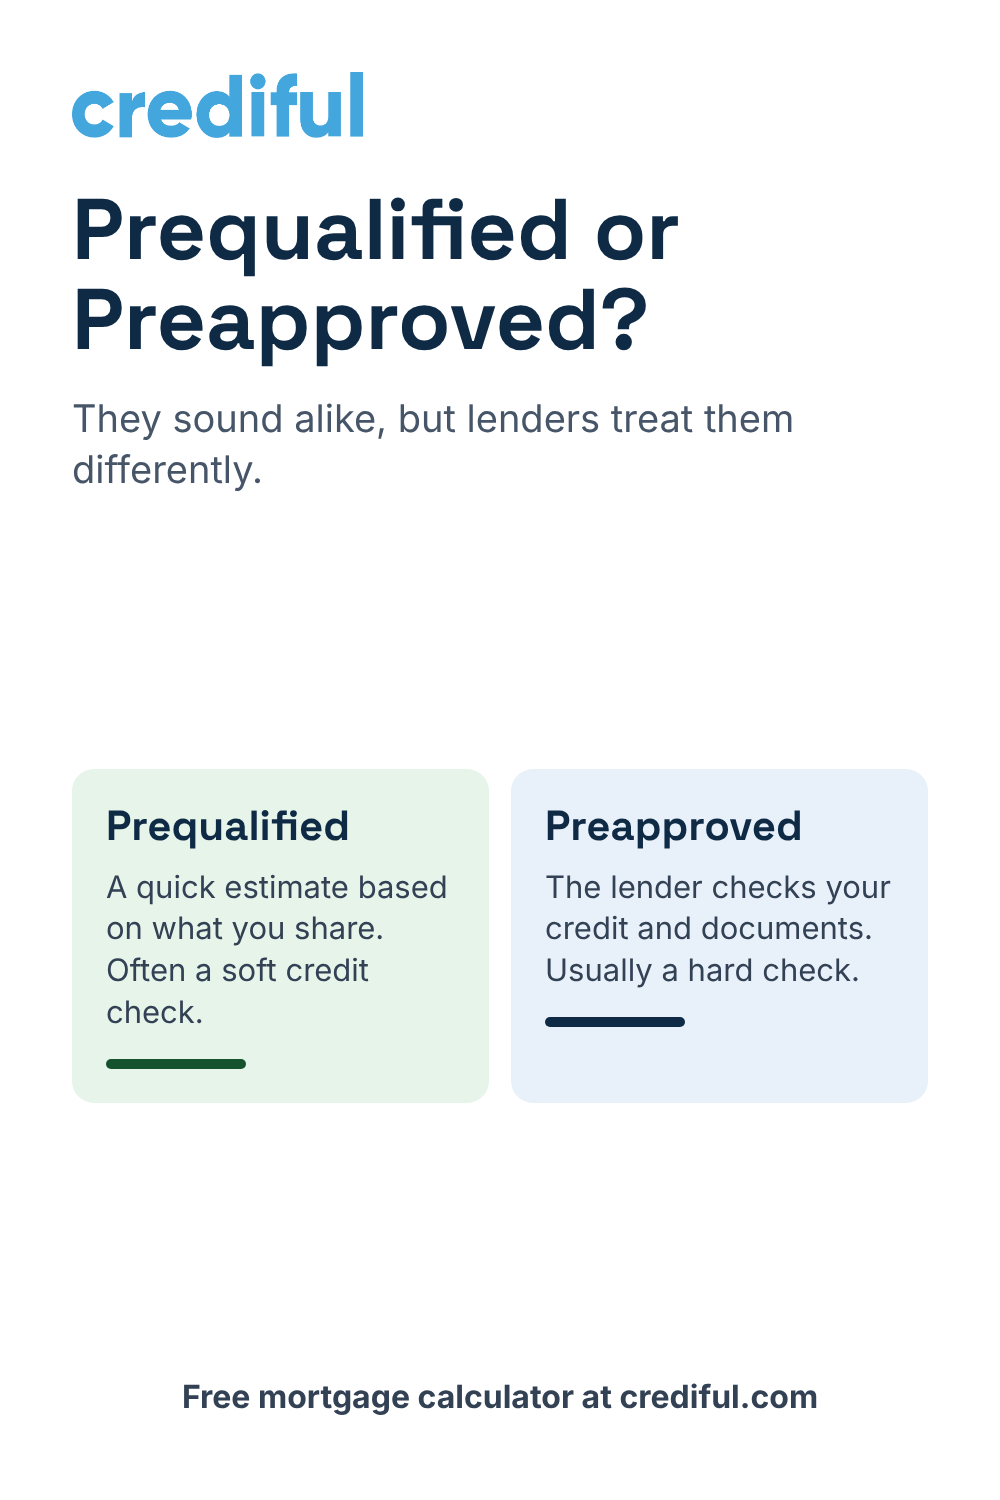 crediful
Prequalified or
Preapproved?
They sound alike, but lenders treat them
differently.
Prequalified
A quick estimate based
on what you share.
Often a soft credit
check.
Preapproved
The lender checks your
credit and documents.
Usually a hard check.
Free mortgage calculator at crediful.com